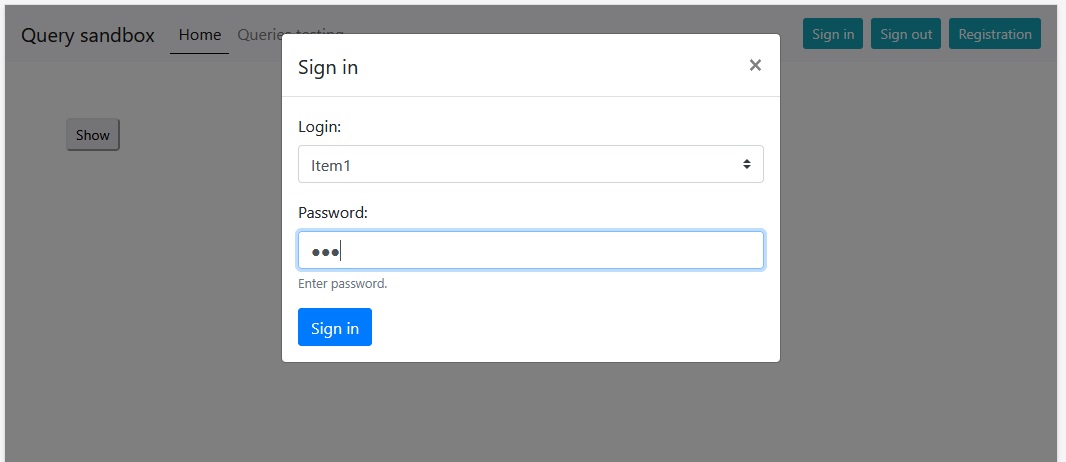 Query sandbox Home Queries testing Sign in Sign out Registration
Sign in ×
Show
Login:
Item1
Password:
●●●
Enter password.
Sign in